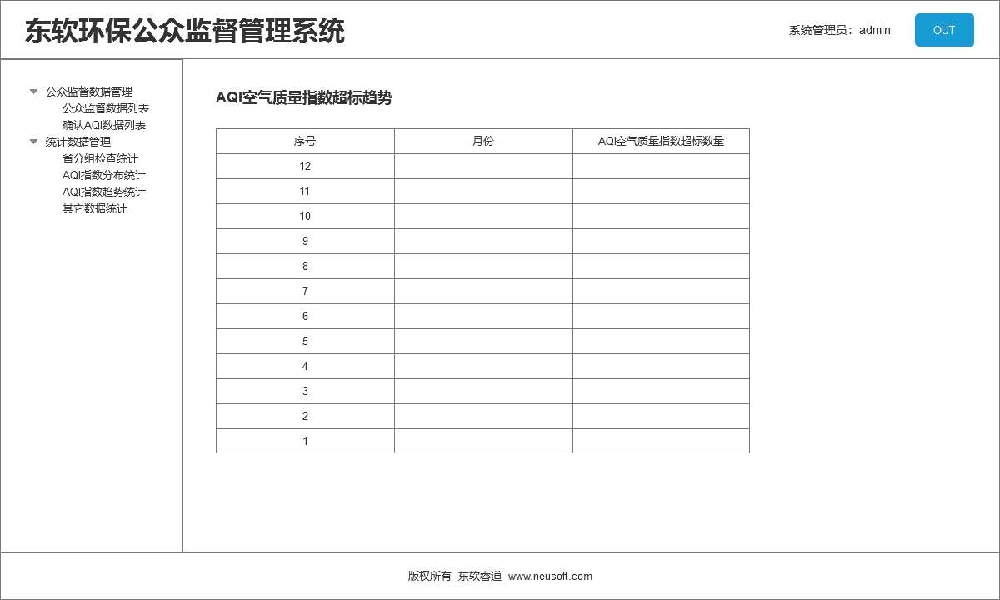 东软环保公众监督管理系统
系统管理员：admin
OUT
公众监督数据管理
公众监督数据列表
确认AQI数据列表
统计数据管理
省分组检查统计
AQI指数分布统计
AQI指数趋势统计
其它数据统计
AQI空气质量指数超标趋势
序号 月份 AQI空气质量指数超标数量
12
11
10
9
8
7
6
5
4
3
2
1
版权所有 东软睿道 www.neusoft.com